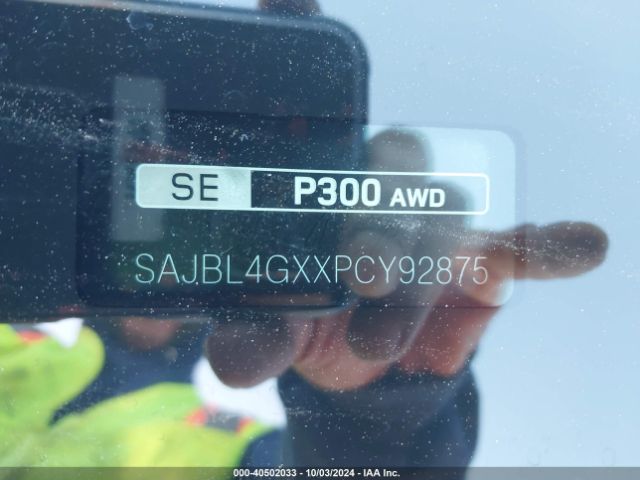 SE P300 AWD
SAJBL4GXXPCY92875
000-40502033 - 10/03/2024 - IAA Inc.